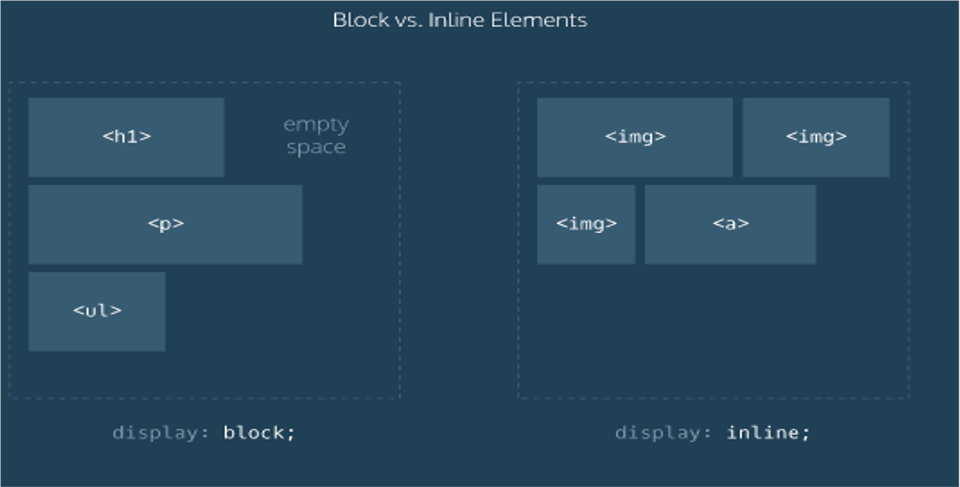 Block vs. Inline Elements
<h1>
empty
space
<p>
<ul>
display: block;
<img>
<img>
<img>
<a>
display: inline;